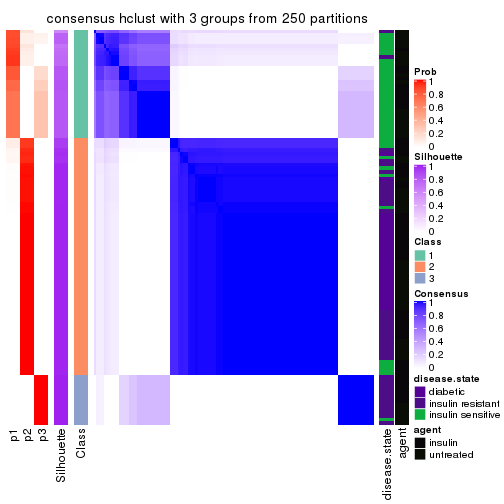 consensus hclust with 3 groups from 250 partitions
Prob
1
0.8
0.6
0.4
0.2
0
Silhouette
1
0.8
0.6
0.4
0.2
0
Class
1
2
3
Consensus
1
0.8
0.6
0.4
0.2
0
disease.state
diabetic
insulin resistant
insulin sensitive
agent
insulin
untreated
p1
p2
p3
Silhouette
Class
disease.state
agent